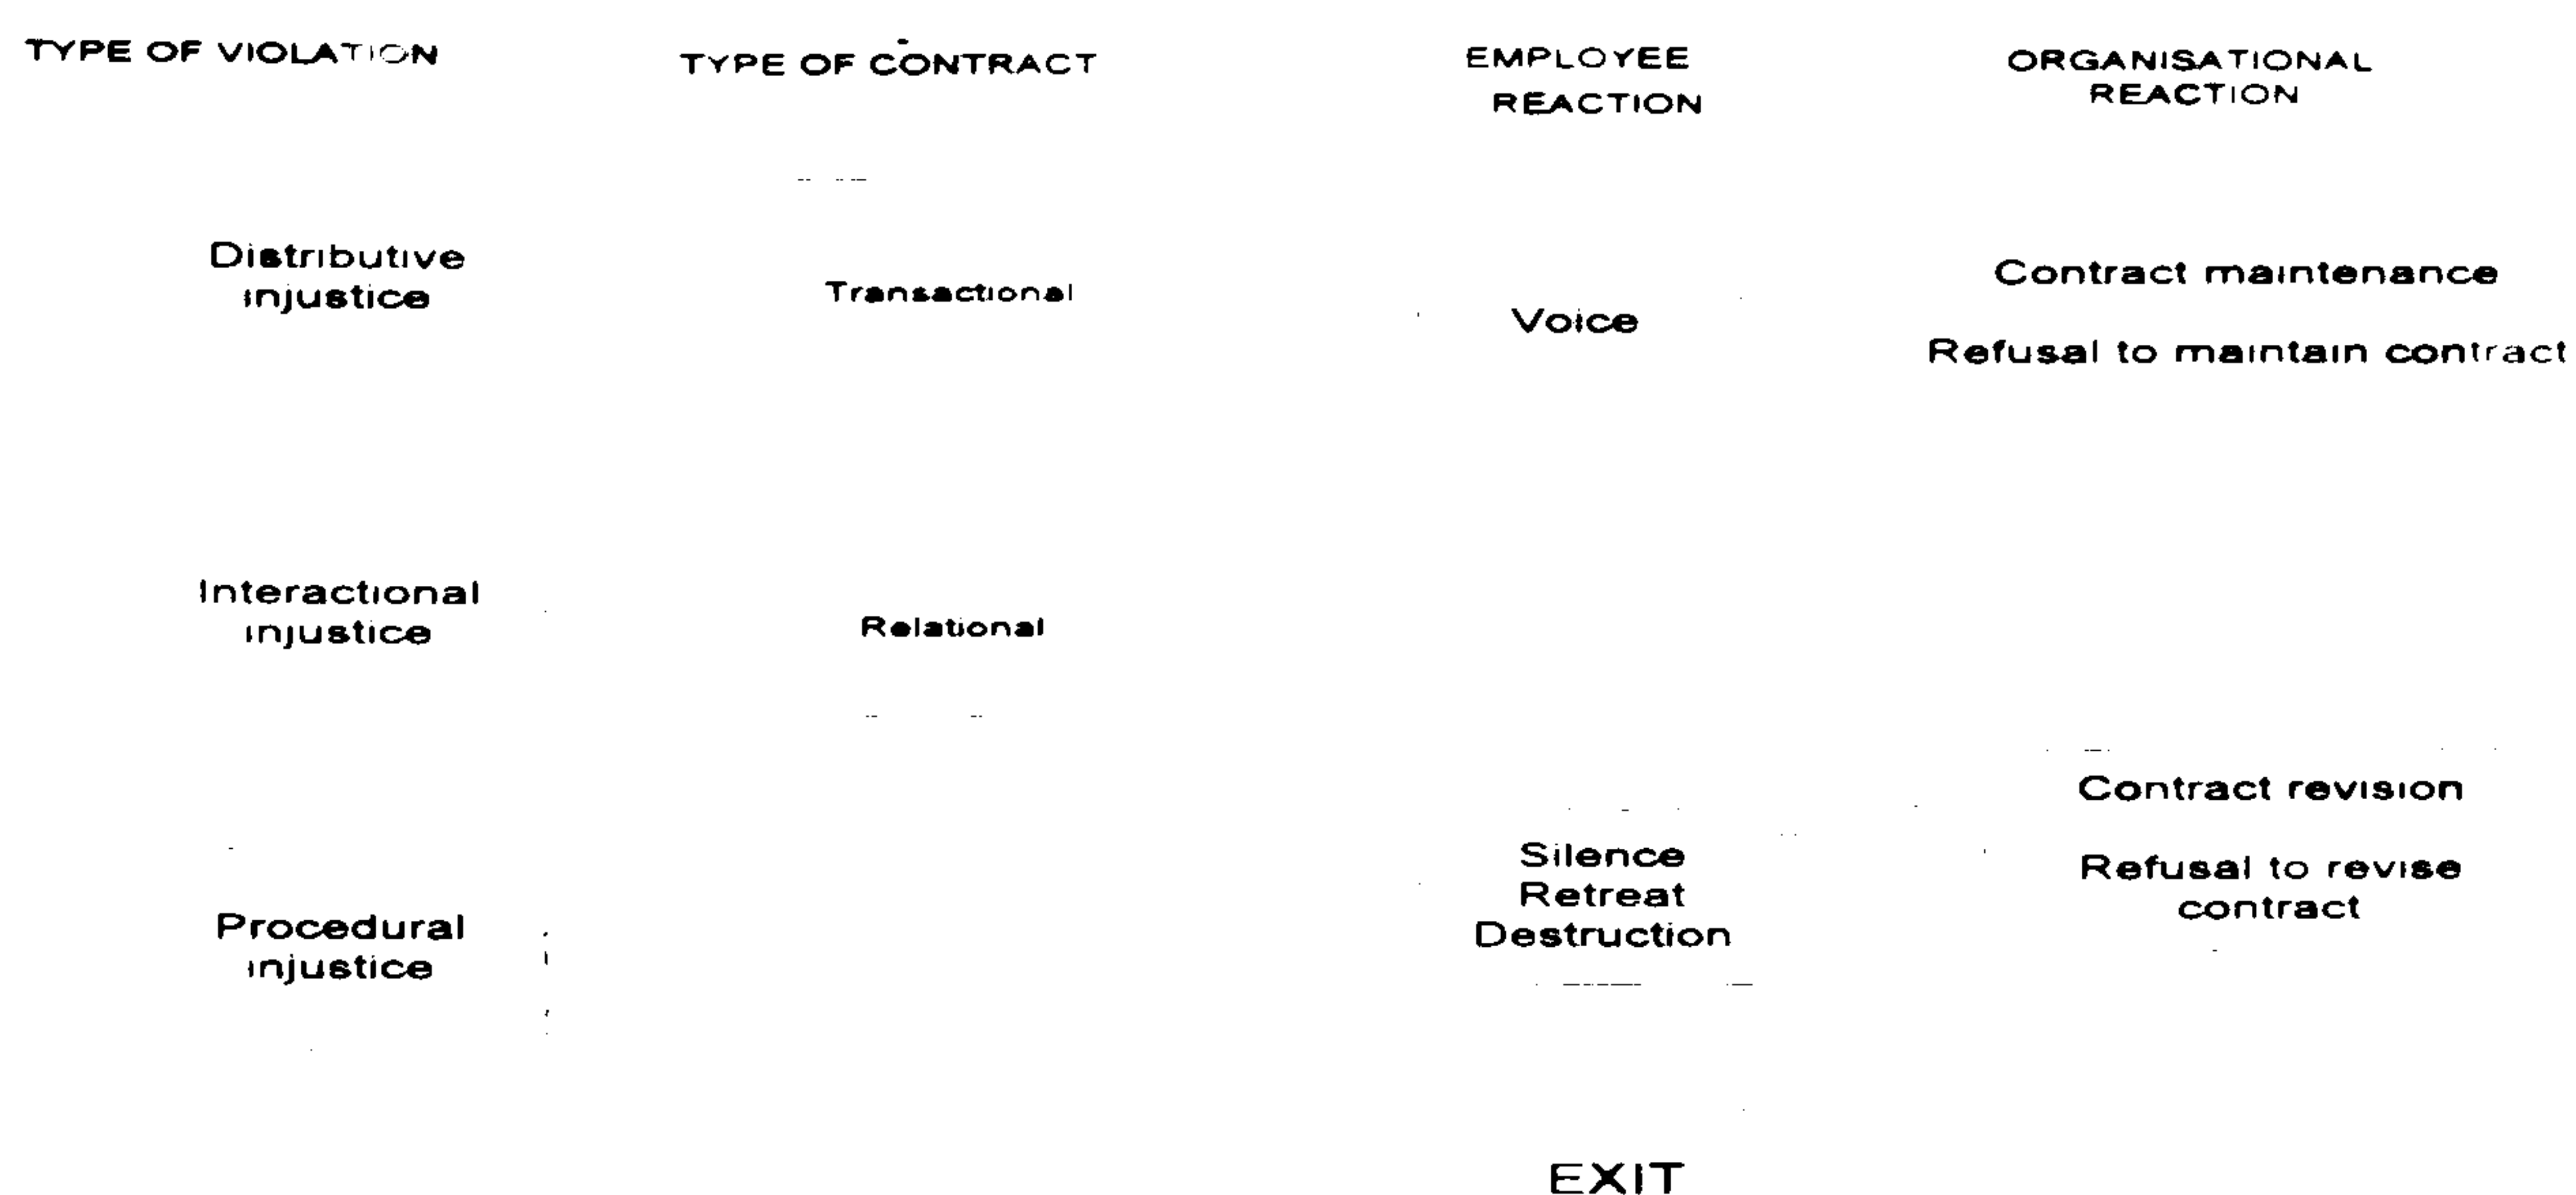 TYPE OF VIOLATION
TYPE OF CONTRACT
EMPLOYEE
REACTION
ORGANISATIONAL
REACTION
Distributive
injustice
Transactional
Voice
Contract maintenance
Refusal to maintain contract
Interactional
injustice
Relational
Contract revision
Refusal to revise
contract
Silence
Retreat
Destruction
Procedural
injustice
EXIT